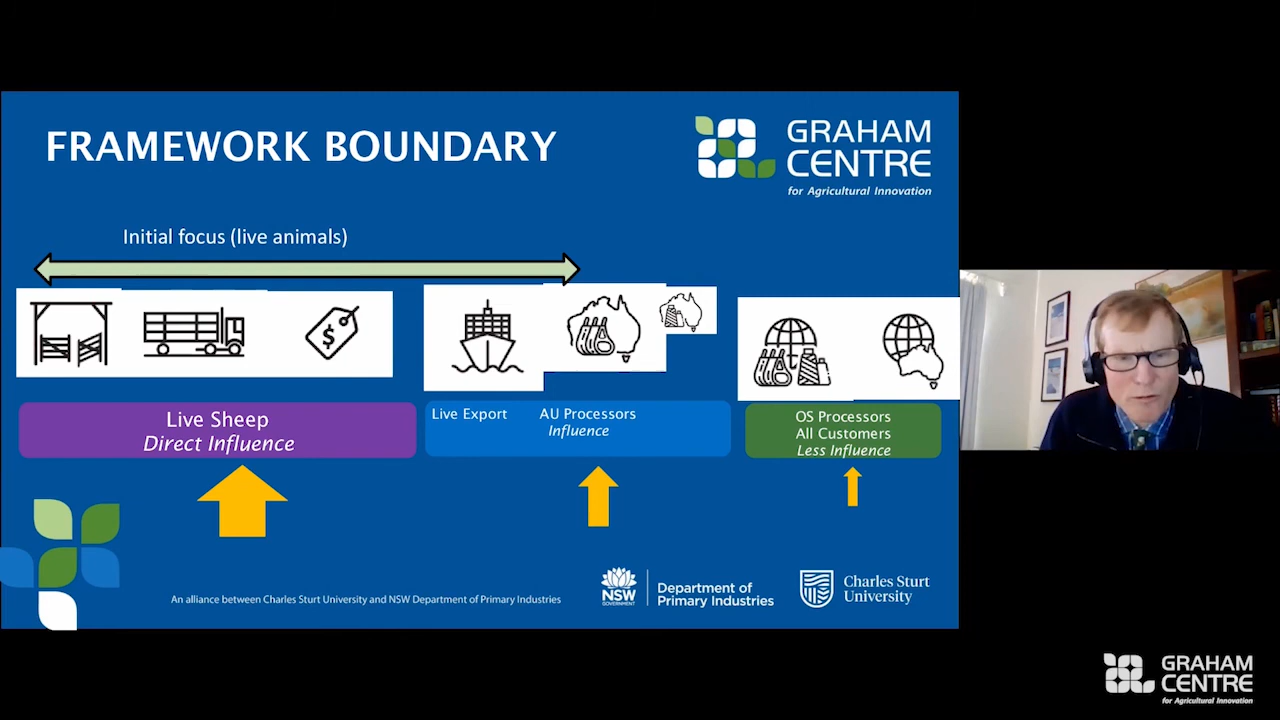 FRAMEWORK BOUNDARY
GRAHAM
CENTRE
for Agricultural Innovation
Initial focus (live animals)
$
Live Sheep
Direct Influence
Live Export
AU Processors
Influence
OS Processors
All Customers
Less Influence
An alliance between Charles Sturt University and NSW Department of Primary Industries
NSW
GOVERNMENT
Department of
Primary Industries
Charles Sturt
University
GRAHAM
CENTRE
for Agricultural Innovation